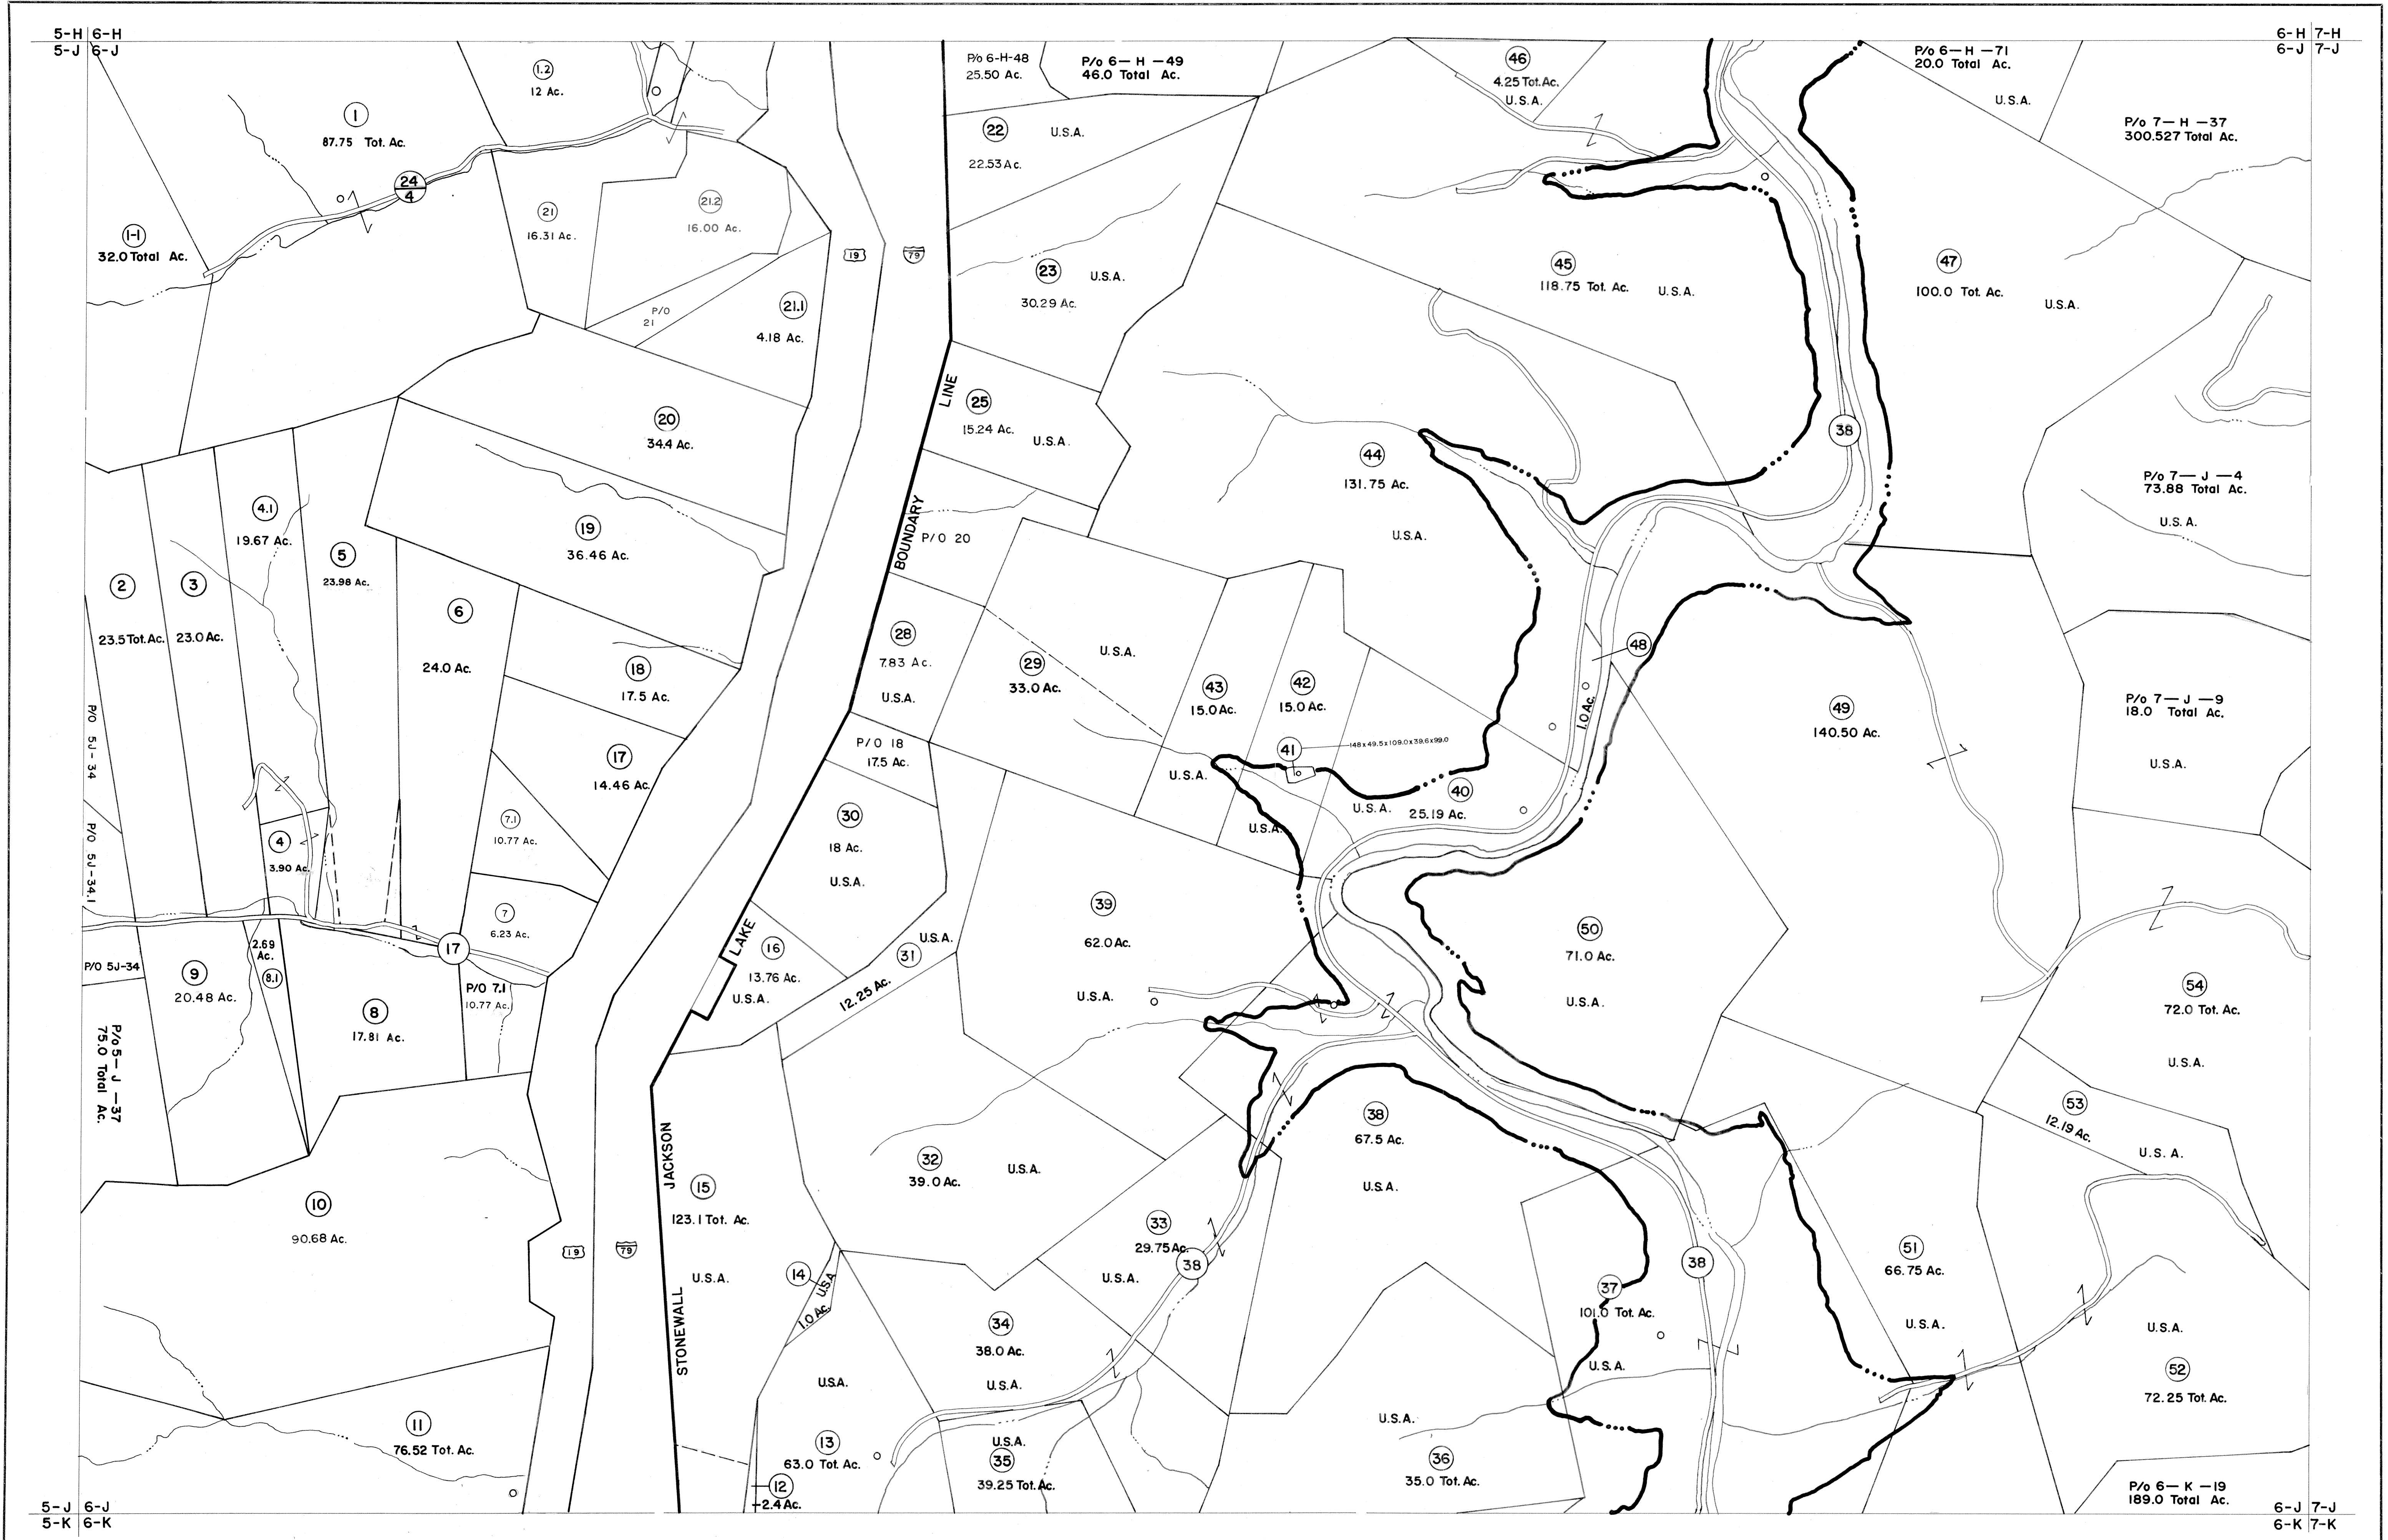 5-H 6-H
5-J 6-J
6-H 7-H
6-J 7-J
1
87.75 Tot. Ac.
1.2
12 Ac.
24
4
1-1
32.0 Total Ac.
21
16.31 Ac.
21.2
16.00 Ac.
P/O
21
21.1
4.18 Ac.
19
79
P/o 6-H-48
25.50 Ac.
P/o 6-H-49
46.0 Total Ac.
22
U.S.A.
22.53 Ac.
23
U.S.A.
30.29 Ac.
46
4.25 Tot. Ac.
U.S.A.
P/o 6-H-71
20.0 Total Ac.
U.S.A.
P/o 7-H-37
300.527 Total Ac.
45
118.75 Tot. Ac.
U.S.A.
47
100.0 Tot. Ac.
U.S.A.
20
34.4 Ac.
LINE
25
15.24 Ac.
U.S.A.
44
131.75 Ac.
U.S.A.
38
P/o 7-J-4
73.88 Total Ac.
U.S.A.
4.1
19.67 Ac.
5
23.98 Ac.
19
36.46 Ac.
BOUNDARY
P/O 20
2
23.5 Tot. Ac.
3
23.0 Ac.
6
24.0 Ac.
18
17.5 Ac.
28
7.83 Ac.
U.S.A.
29
33.0 Ac.
U.S.A.
43
15.0 Ac.
U.S.A.
42
15.0 Ac.
U.S.A.
41
148x49.5x109.0x39.6x99.0
40
25.19 Ac.
U.S.A.
48
1.0 Ac.
49
140.50 Ac.
P/o 7-J-9
18.0 Total Ac.
U.S.A.
P/O 5J-34
P/O 5J-34.1
17
14.46 Ac.
P/O 18
17.5 Ac.
7.1
10.77 Ac.
4
3.90 Ac.
30
18 Ac.
U.S.A.
7
6.23 Ac.
17
LAKE
16
13.76 Ac.
U.S.A.
31
U.S.A.
12.25 Ac.
39
62.0 Ac.
U.S.A.
50
71.0 Ac.
U.S.A.
P/O 5J-34
9
20.48 Ac.
2.69
Ac.
8.1
8
17.81 Ac.
P/O 7.1
10.77 Ac.
P/o 5-J-37
75.0 Total Ac.
54
72.0 Tot. Ac.
U.S.A.
53
12.19 Ac.
U.S.A.
38
67.5 Ac.
U.S.A.
JACKSON
32
39.0 Ac.
U.S.A.
10
90.68 Ac.
15
123.1 Tot. Ac.
U.S.A.
19
79
33
29.75 Ac.
38
U.S.A.
38
37
101.0 Tot. Ac.
U.S.A.
51
66.75 Ac.
U.S.A.
14
U.S.A
1.0 Ac.
STONEWALL
34
38.0 Ac.
U.S.A.
U.S.A.
52
72.25 Tot. Ac.
11
76.52 Tot. Ac.
U.S.A.
13
63.0 Tot. Ac.
12
2.4 Ac.
U.S.A.
35
39.25 Tot. Ac.
U.S.A.
36
35.0 Tot. Ac.
P/o 6-K-19
189.0 Total Ac.
5-J 6-J
5-K 6-K
6-J 7-J
6-K 7-K